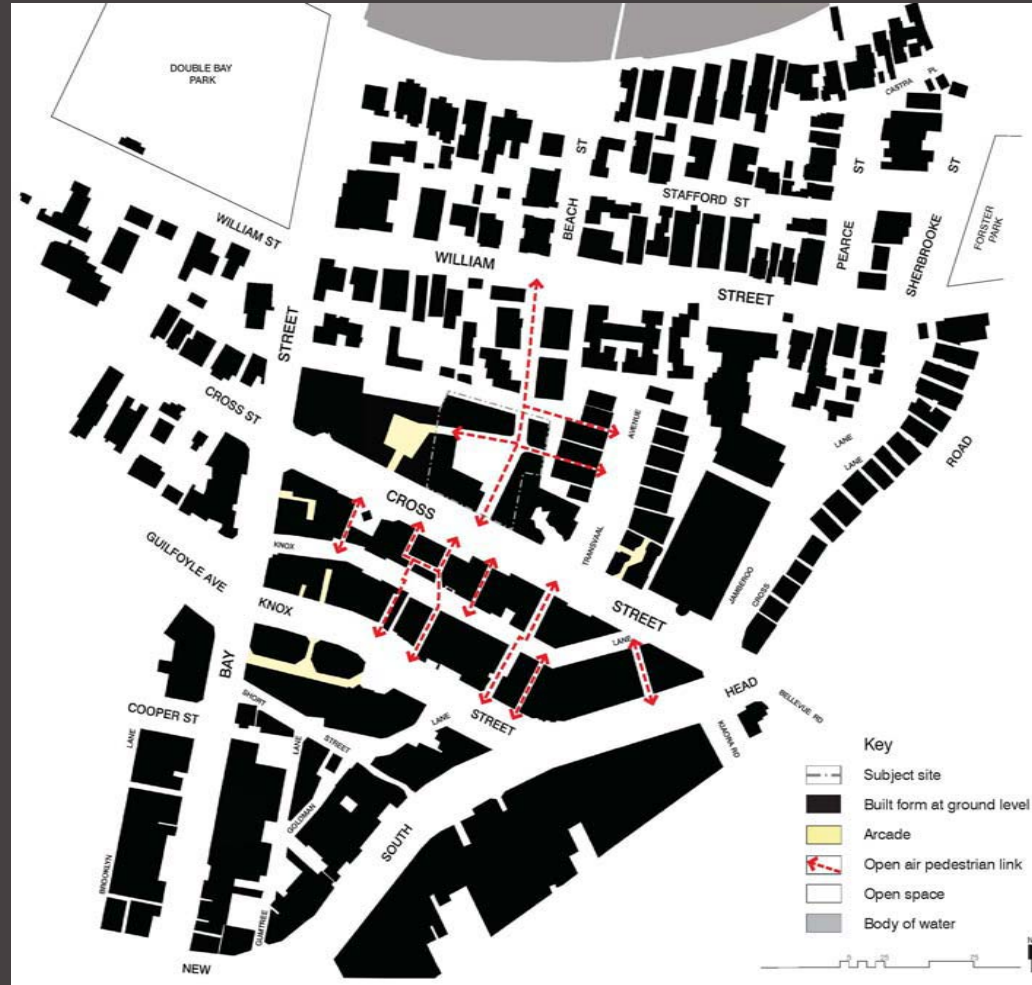 DOUBLE BAY
PARK
CASTRA PL
ST
ST
ST
STAFFORD ST
BEACH
WILLIAM ST
WILLIAM
STREET
PEARCE
SHERBROOKE
FORSTER
PARK
STREET
CROSS ST
AVENUE
LANE
LANE
ROAD
CROSS
GUILFOYLE AVE
KNOX
TRANSVAAL
JAMBEROO
CROSS
STREET
KNOX
LANE
BAY
HEAD
BELLEVUE RD
SHORT
STREET
LANE
STREET
COOPER ST
LANE
LANE
KIAORA RD
GOLDMAN
SOUTH
BROOKLYN
GUMTREE
NEW
Key
Subject site
Built form at ground level
Arcade
Open air pedestrian link
Open space
Body of water
25
N